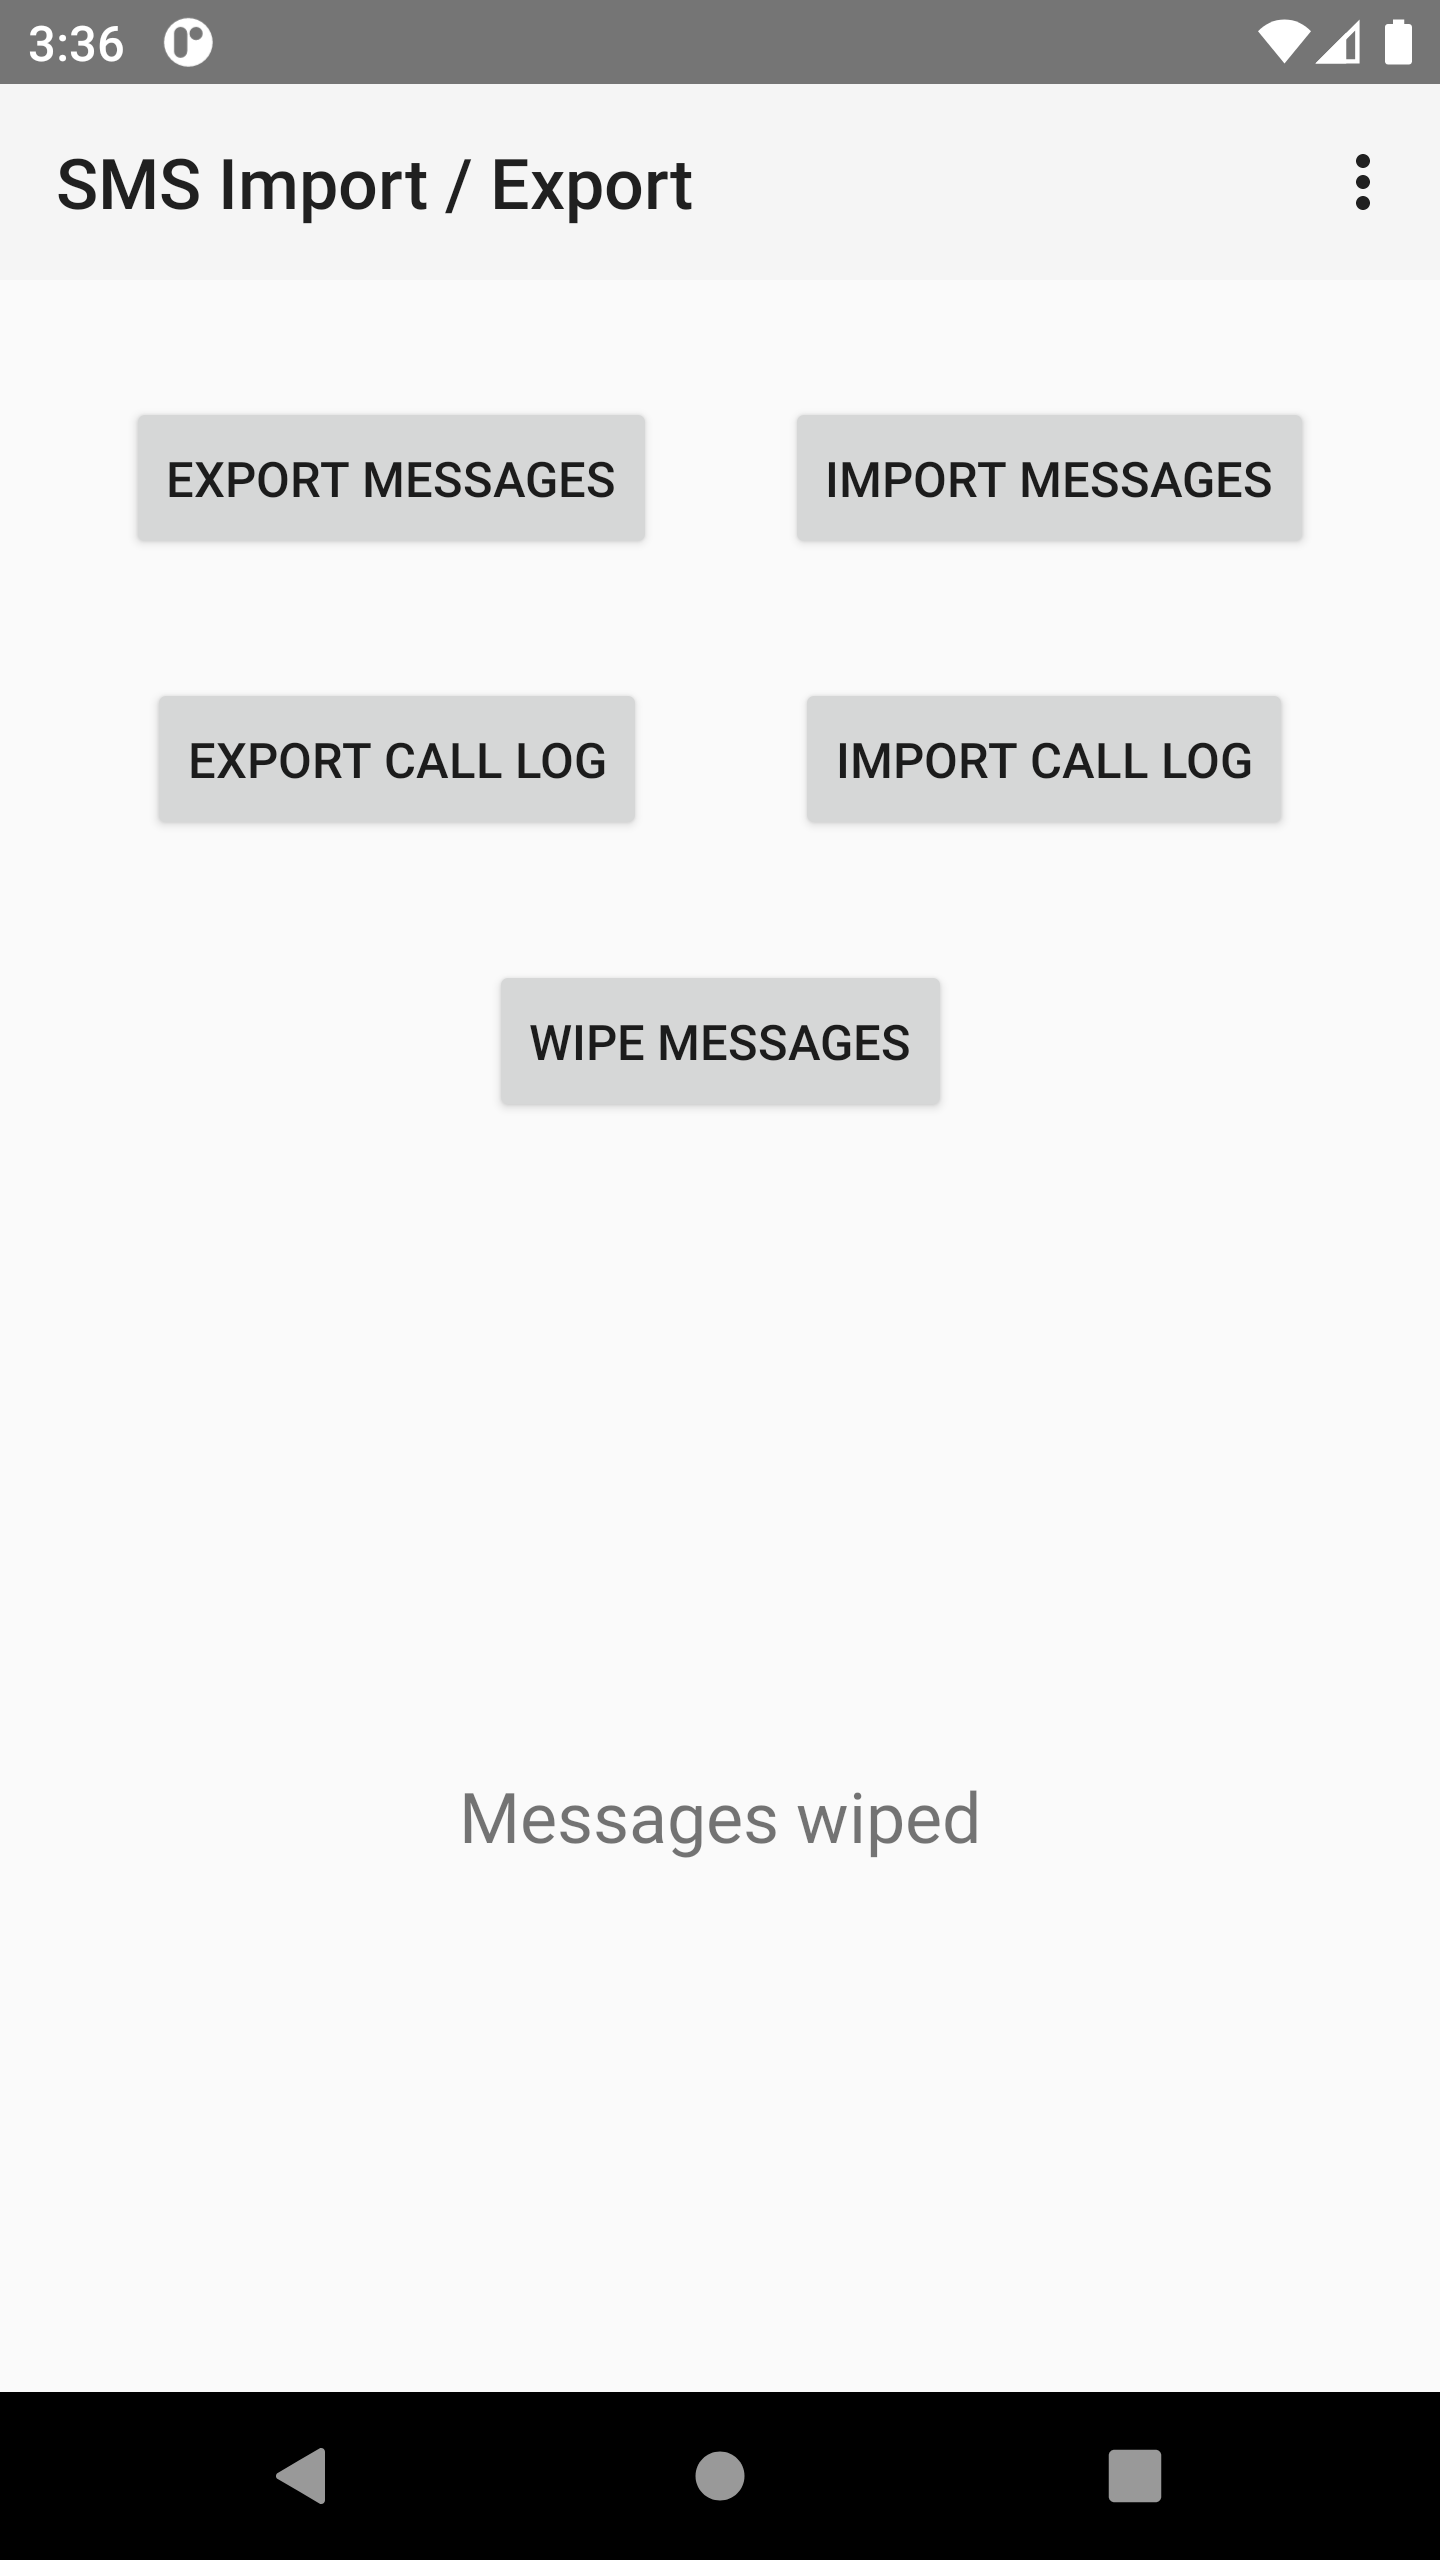 3:36
SMS Import / Export
EXPORT MESSAGES
IMPORT MESSAGES
EXPORT CALL LOG
IMPORT CALL LOG
WIPE MESSAGES
Messages wiped